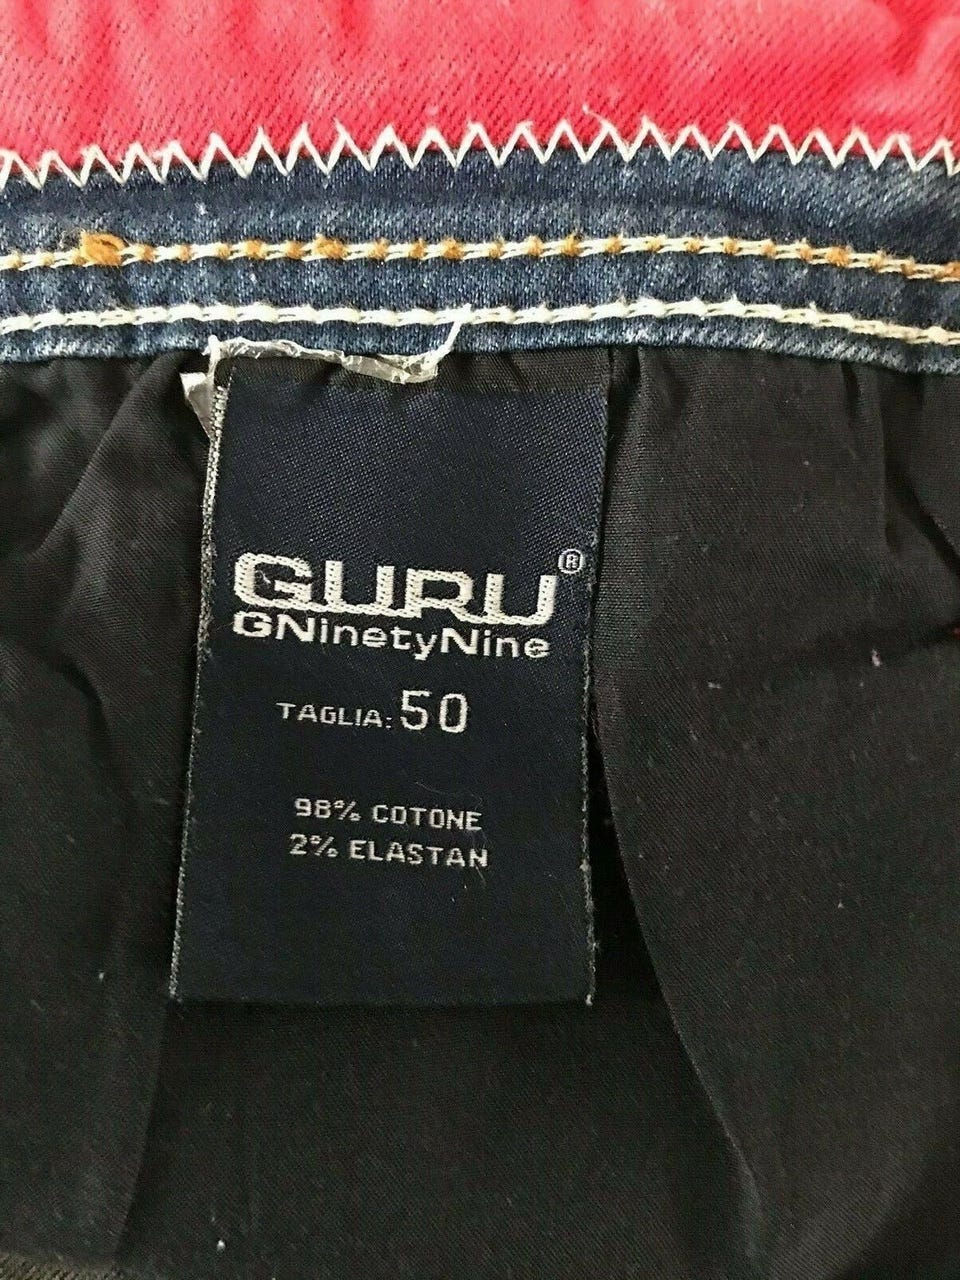 GURU®
GNinetyNine
TAGLIA: 50
98% COTONE
2% ELASTAN